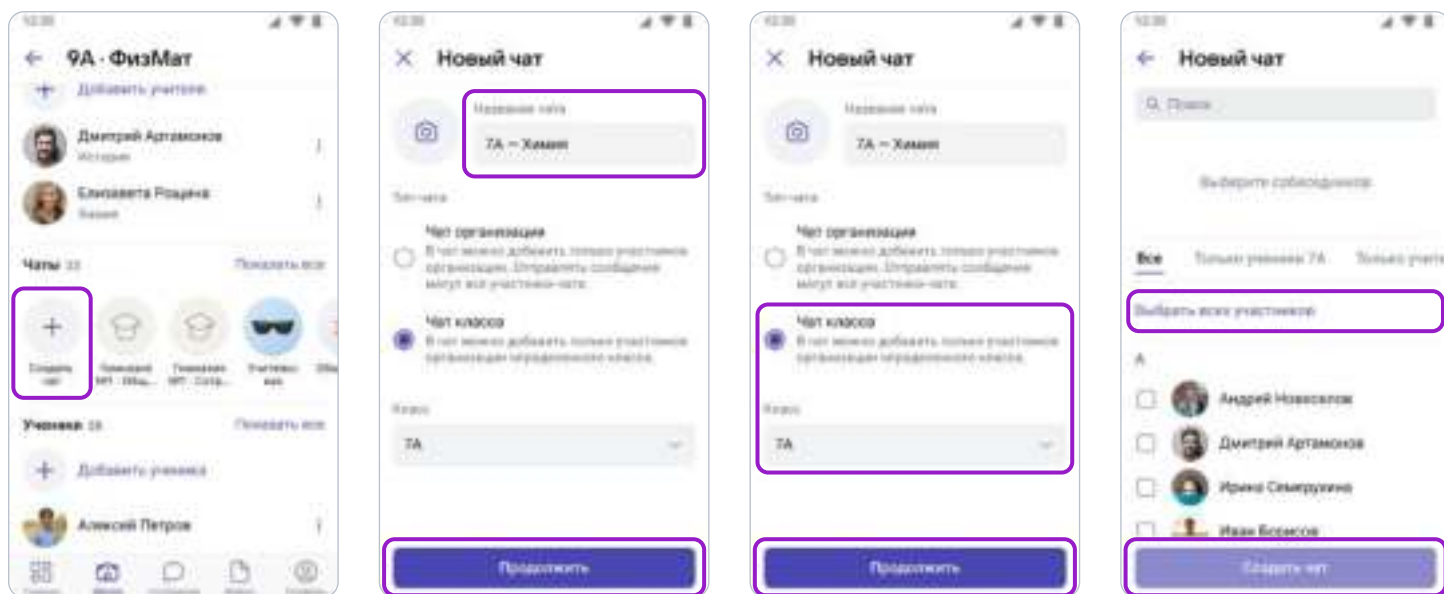 9А · ФизМат
Добавить учителя
Дмитрий Артамонов
История
Елизавета Рощина
Химия
Чаты 23
Показать все
Создать чат
Ученики 28
Показать все
Добавить ученика
Алексей Петров
Новый чат
Название чата
7А – Химия
Тип чата
Чат организации
В чат можно добавить только участников
организации. Отправлять сообщения
могут все участники чата.
Чат класса
В чат можно добавить только участников
организации определенного класса.
Класс
7А
Продолжить
Новый чат
Название чата
7А – Химия
Тип чата
Чат организации
В чат можно добавить только участников
организации. Отправлять сообщения
могут все участники чата.
Чат класса
В чат можно добавить только участников
организации определенного класса.
Класс
7А
Продолжить
Новый чат
Поиск
Выберите собеседников
Все
Только ученики 7А
Только учите
Выбрать всех участников
А
Андрей Новоселов
Дмитрий Артамонов
Ирина Семерухина
Иван Борисов
Создать чат